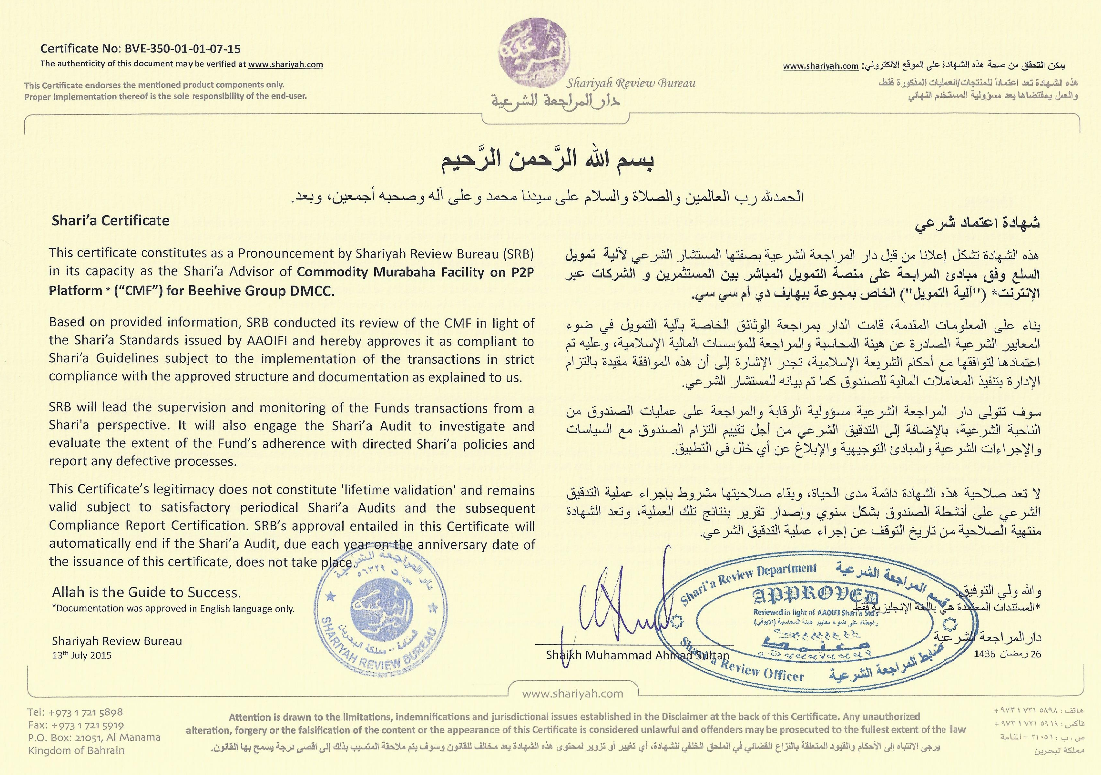 Certificate No: BVE-350-01-01-07-15
The authenticity of this document may be verified at www.shariyah.com
This Certificate endorses the mentioned product components only.
Proper Implementation thereof is the sole responsibility of the end-user.
Shariyah Review Bureau
دار المراجعة الشرعية
يمكن التحقق من صحة هذه الشهادة على الموقع الالكتروني: www.shariyah.com
هذه الشهادة تعد اعتماداً للمنتجات/العمليات المذكورة فقط.
والعمل بمقتضاها يعد مسؤولية المستخدم النهائي
بسم الله الرَّحمن الرَّحيم
الحمدلله رب العالمين والصلاة والسلام على سيدنا محمد وعلى آله وصحبه أجمعين، وبعد.
Shari'a Certificate
This certificate constitutes as a Pronouncement by Shariyah Review Bureau (SRB)
in its capacity as the Shari'a Advisor of Commodity Murabaha Facility on P2P
Platform * ("CMF") for Beehive Group DMCC.
Based on provided information, SRB conducted its review of the CMF in light of
the Shari'a Standards issued by AAOIFI and hereby approves it as compliant to
Shari'a Guidelines subject to the implementation of the transactions in strict
compliance with the approved structure and documentation as explained to us.
SRB will lead the supervision and monitoring of the Funds transactions from a
Shari'a perspective. It will also engage the Shari'a Audit to investigate and
evaluate the extent of the Fund's adherence with directed Shari'a policies and
report any defective processes.
This Certificate's legitimacy does not constitute 'lifetime validation' and remains
valid subject to satisfactory periodical Shari'a Audits and the subsequent
Compliance Report Certification. SRB's approval entailed in this Certificate will
automatically end if the Shari'a Audit, due each year on the anniversary date of
the issuance of this certificate, does not take place.
Allah is the Guide to Success.
*Documentation was approved in English language only.
Shariyah Review Bureau
13th July 2015
شهادة اعتماد شرعي
هذه الشهادة تشكل إعلانا من قبل دار المراجعة الشرعية بصفتها المستشار الشرعي لآلية تمويل
السلع وفق مبادئ المرابحة على منصة التمويل المباشر بين المستثمرين و الشركات عبر
الإنترنت* ("آلية التمويل") الخاص بمجوعة بيهايف دي أم سي سي.
بناء على المعلومات المقدمة، قامت الدار بمراجعة الوثائق الخاصة بآلية التمويل في ضوء
المعايير الشرعية الصادرة عن هيئة المحاسبة والمراجعة للمؤسسات المالية الإسلامية، وعليه تم
اعتمادها لتوافقها مع أحكام الشريعة الإسلامية، تجدر الإشارة إلى أن هذه الموافقة مقيدة بالتزام
الإدارة بتنفيذ المعاملات المالية للصندوق كما تم بيانه للمستشار الشرعي.
سوف تتولى دار المراجعة الشرعية مسؤولية الرقابة والمراجعة على عمليات الصندوق من
الناحية الشرعية، بالإضافة إلى التدقيق الشرعي من أجل تقييم التزام الصندوق مع السياسات
والإجراءات الشرعية والمبادئ التوجيهية والإبلاغ عن أي خلل في التطبيق.
لا تعد صلاحية هذه الشهادة دائمة مدى الحياة، وبقاء صلاحيتها مشروط بإجراء عملية التدقيق
الشرعي على أنشطة الصندوق بشكل سنوي وإصدار تقرير بنتائج تلك العملية، وتعد الشهادة
منتهية الصلاحية من تاريخ التوقف عن إجراء عملية التدقيق الشرعي.
والله ولي التوفيق
*المستندات المعتمدة هي باللغة الإنجليزية فقط
دار المراجعة الشرعية
26 رمضان 1436
دار المراجعة الشرعية
SHARIYAH REVIEW BUREAU
Shari'a Review Department
قسم المراجعة الشرعية
APPROVED
Reviewed in light of AAOIFI Shari'a Std's
Shari'a Review Officer
ضابط المراجعة الشرعية
Shaikh Muhammad Ahmad Sultan
www.shariyah.com
Tel: +973 1 721 5898
Fax: +973 1 721 5919
P.O. Box: 21051, Al Manama
Kingdom of Bahrain
Attention is drawn to the limitations, indemnifications and jurisdictional issues established in the Disclaimer at the back of this Certificate. Any unauthorized
alteration, forgery or the falsification of the content or the appearance of this Certificate is considered unlawful and offenders may be prosecuted to the fullest extent of the law
يرجى الانتباه إلى الأحكام والقيود المتعلقة بالنزاع القضائي في الملحق الخلفي للشهادة، أي تغيير أو تزوير لمحتوى هذه الشهادة يعد مخالف للقانون وسوف يتم ملاحقة المتسبب بذلك إلى أقصى درجة يسمح بها القانون.
هاتف: ٥٨٩٨ ٧٢١ ١ ٩٧٣+
فاكس: ٥٩١٩ ٧٢١ ١ ٩٧٣+
ص.ب: ٢١٠٥١ - المنامة
مملكة البحرين